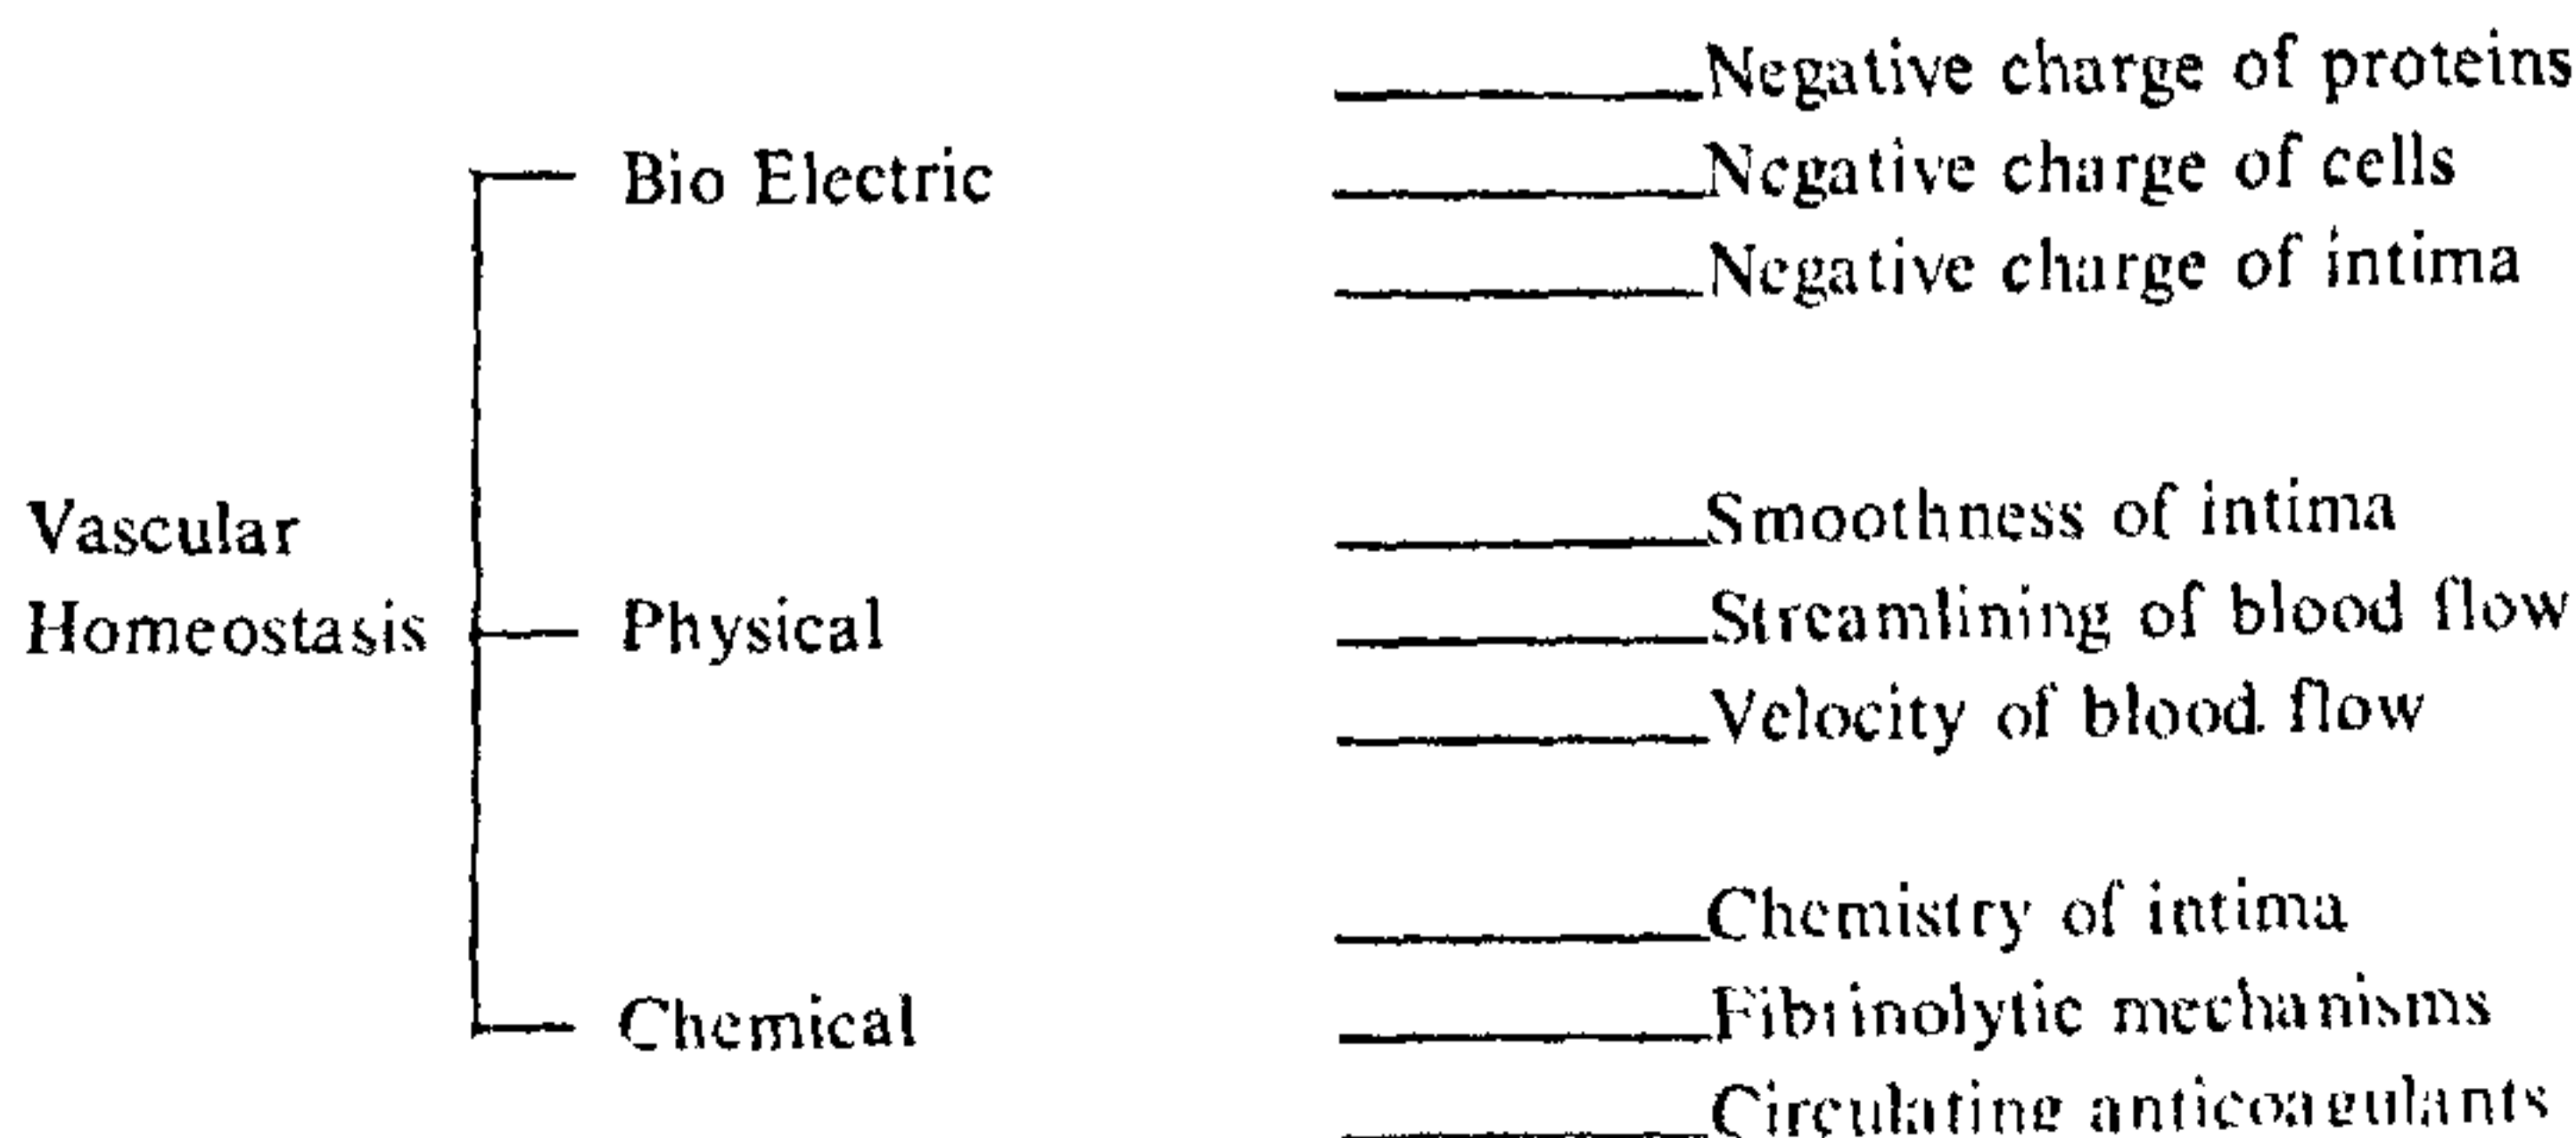 Negative charge of proteins
Bio Electric
Negative charge of cells
Negative charge of intima
Vascular
Homeostasis
Smoothness of intima
Physical
Streamlining of blood flow
Velocity of blood flow
Chemistry of intima
Chemical
Fibrinolytic mechanisms
Circulating anticoagulants